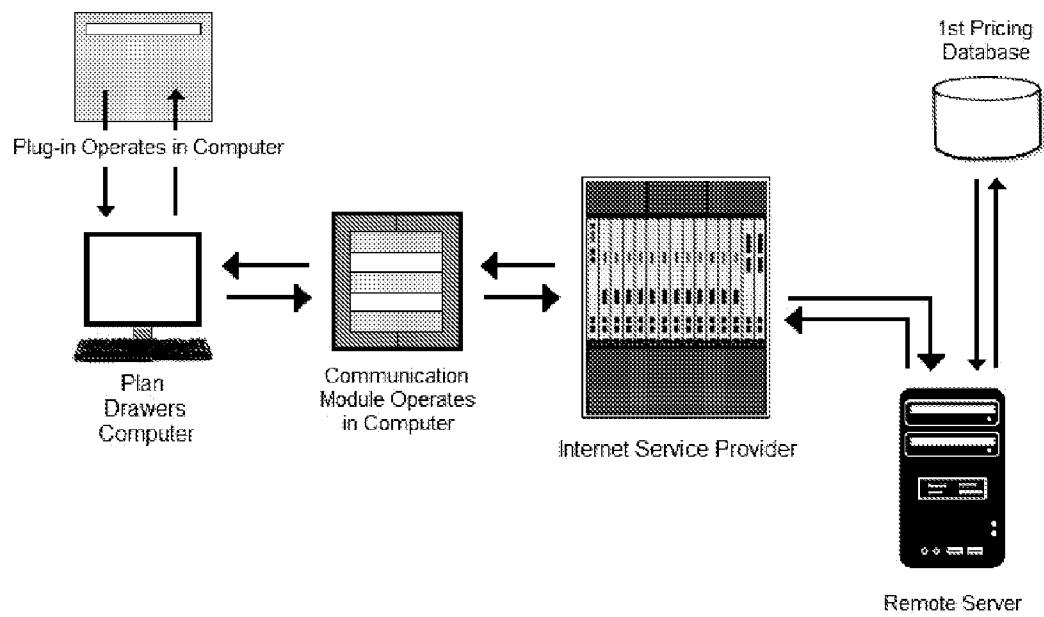 1st Pricing
Database
Plug-in Operates in Computer
Plan
Drawers
Computer
Communication
Module Operates
in Computer
Internet Service Provider
Remote Server